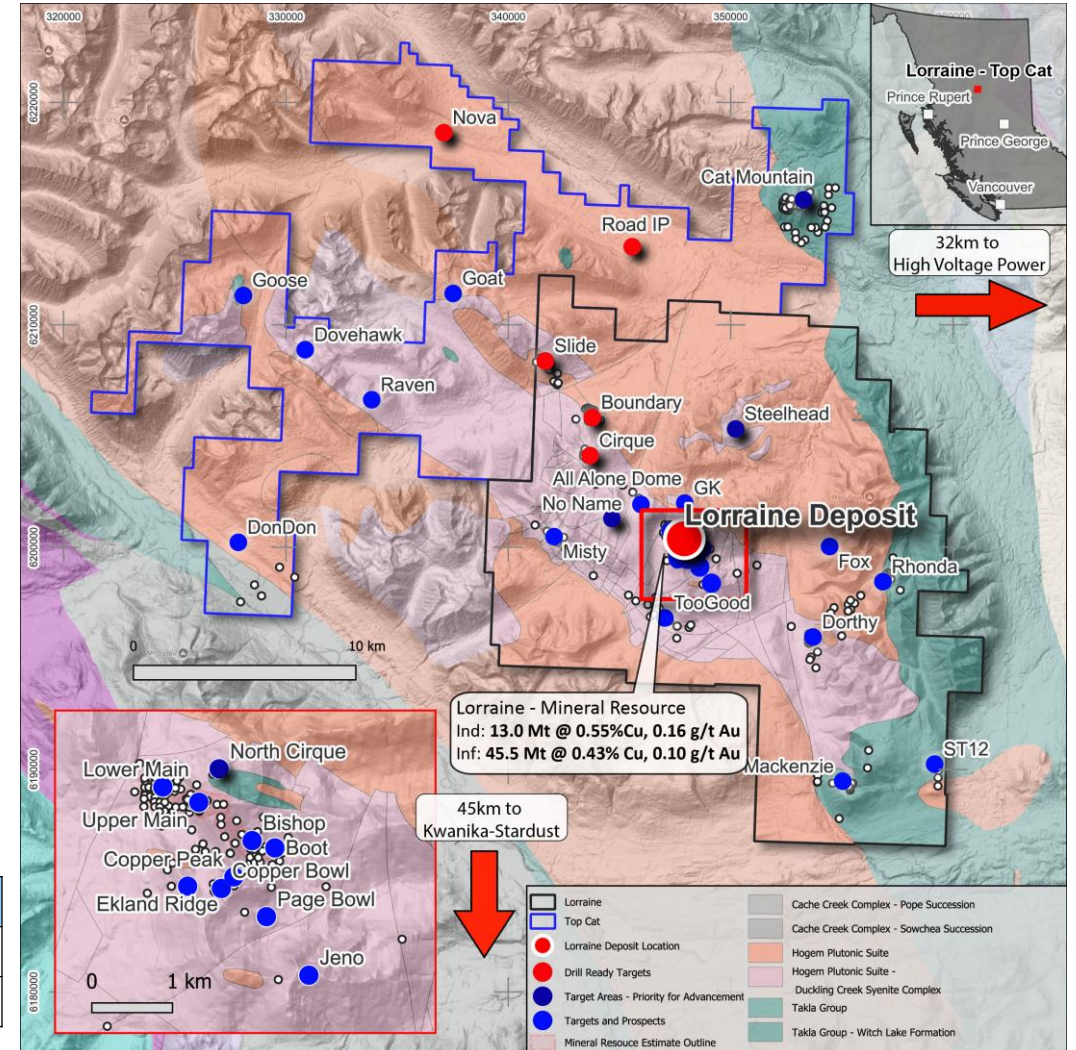 320000
330000
340000
350000
6220000
6210000
6200000
6190000
6180000
Lorraine - Top Cat
Prince Rupert
Prince George
Vancouver
32km to
High Voltage Power
Nova
Cat Mountain
Road IP
Goose
Goat
Dovehawk
Slide
Raven
Boundary
Steelhead
Cirque
All Alone Dome
GK
No Name
Lorraine Deposit
DonDon
Misty
Fox
Rhonda
TooGood
Dorthy
0
10 km
Lorraine - Mineral Resource
Ind: 13.0 Mt @ 0.55%Cu, 0.16 g/t Au
Inf: 45.5 Mt @ 0.43% Cu, 0.10 g/t Au
Mackenzie
ST12
45km to
Kwanika-Stardust
North Cirque
Lower Main
Upper Main
Bishop
Boot
Copper Peak
Copper Bowl
Ekland Ridge
Page Bowl
Jeno
0
1 km
Lorraine
Top Cat
Lorraine Deposit Location
Drill Ready Targets
Target Areas - Priority for Advancement
Targets and Prospects
Mineral Resouce Estimate Outline
Cache Creek Complex - Pope Succession
Cache Creek Complex - Sowchea Succession
Hogem Plutonic Suite
Hogem Plutonic Suite -
Duckling Creek Syenite Complex
Takla Group
Takla Group - Witch Lake Formation